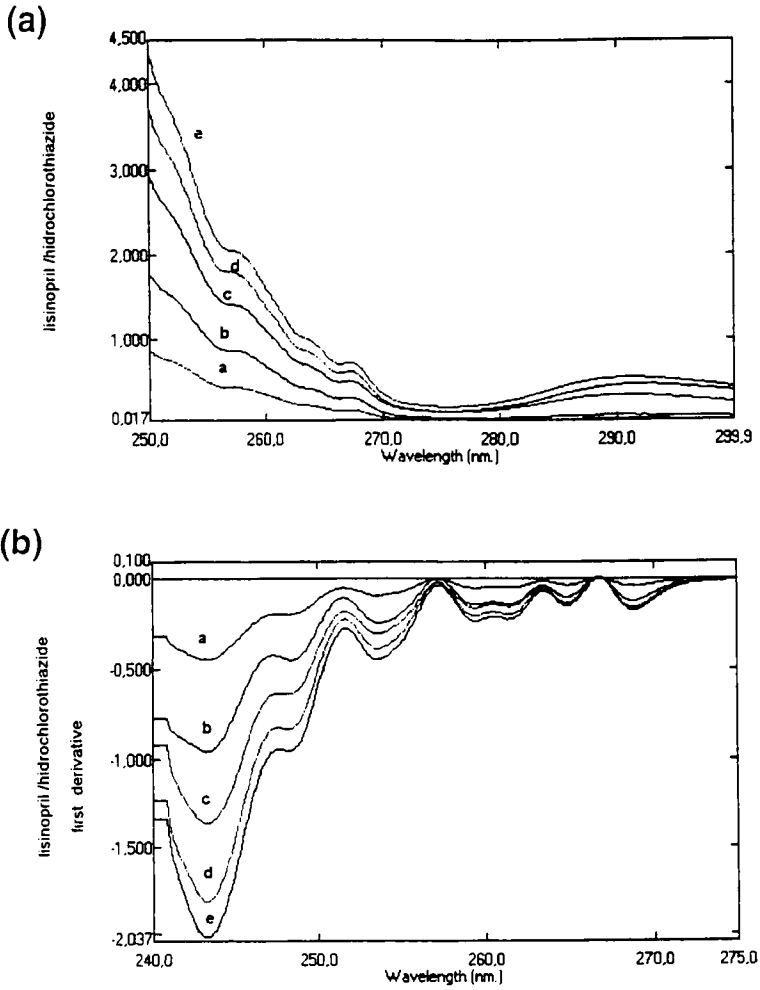 (a)
4,500
4,000
3,000
2,000
1,000
0.017
lisinopril /hidrochlorothiazide
e
d
c
b
a
250,0
260,0
270,0
280,0
290,0
299,9
Wavelength (nm.)
(b)
0.100
0.000
-0.500
-1.000
-1.500
-2.037
lisinopril /hidrochlorothiazide
first derivative
a
b
c
d
e
240,0
250,0
260,0
270,0
275,0
Wavelength (nm.)